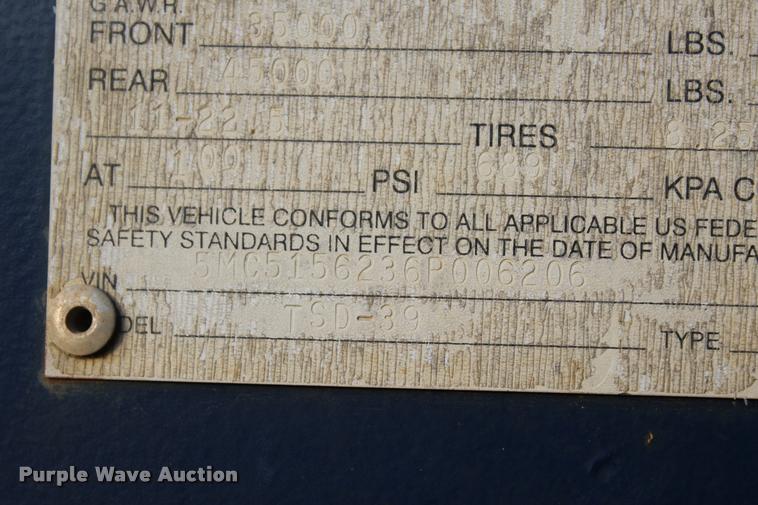 G.A.W.R.
FRONT 35000 LBS.
REAR 45000 LBS.
11-22.5 TIRES 8.25
AT 100 PSI 689 KPA C
THIS VEHICLE CONFORMS TO ALL APPLICABLE US FEDE
SAFETY STANDARDS IN EFFECT ON THE DATE OF MANUFA
VIN 5MC5156236P006206
DEL TSD-39 TYPE
Purple Wave Auction